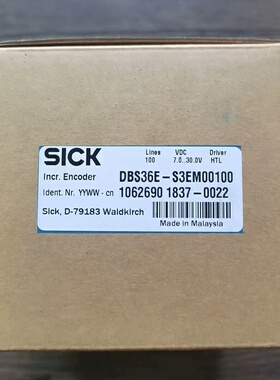 SICK
Lines VDC Driver
100 7.0...30.0V HTL
Incr. Encoder DBS36E-S3EM00100
Ident. Nr. YYWW - cn 1062690 1837-0022
Sick, D-79183 Waldkirch
Made in Malaysia